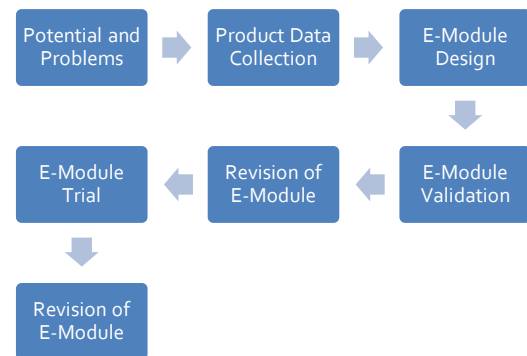 Potential and
Problems
Product Data
Collection
E-Module
Design
E-Module
Validation
Revision of
E-Module
E-Module
Trial
Revision of
E-Module